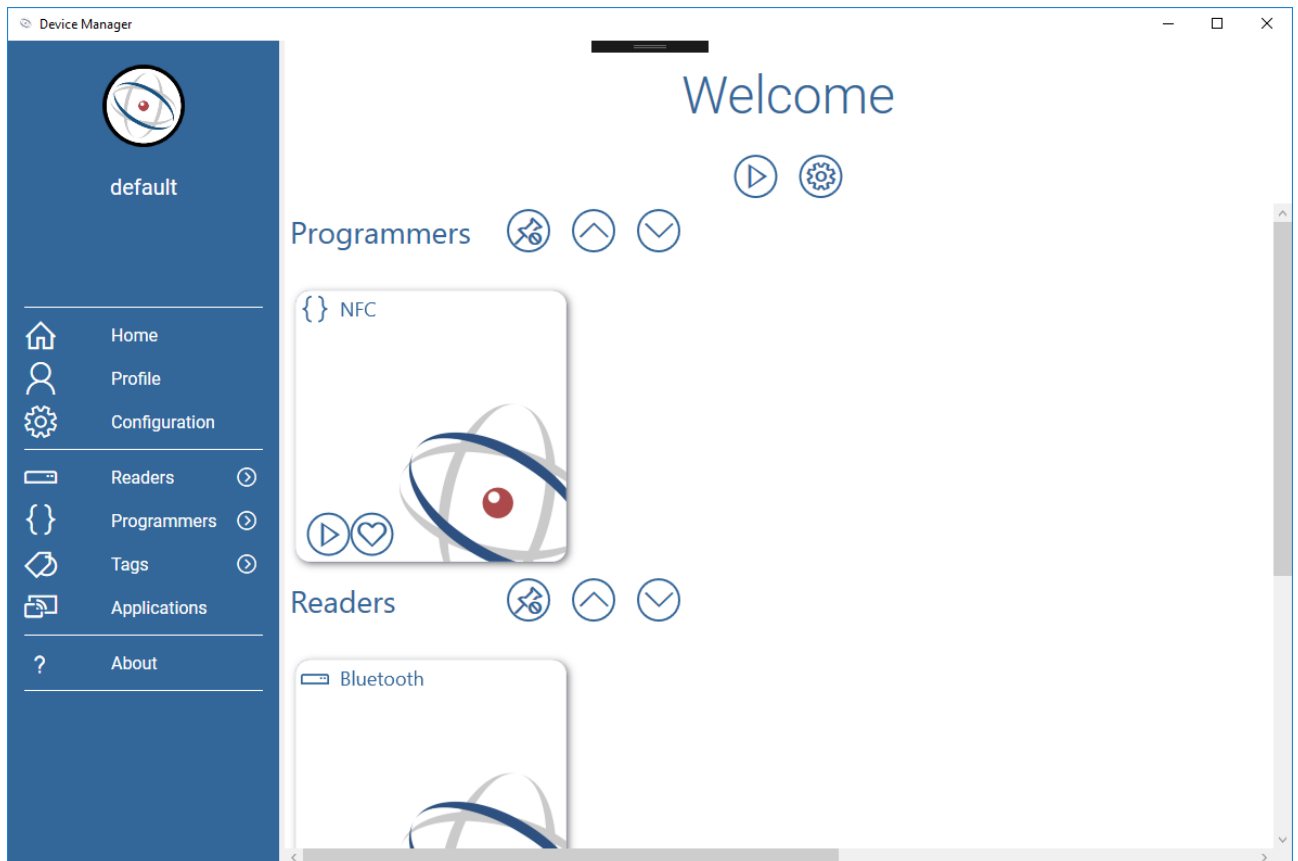 Device Manager
default
Home
Profile
Configuration
Readers
Programmers
Tags
Applications
? About
Welcome
Programmers
{ } NFC
Readers
Bluetooth